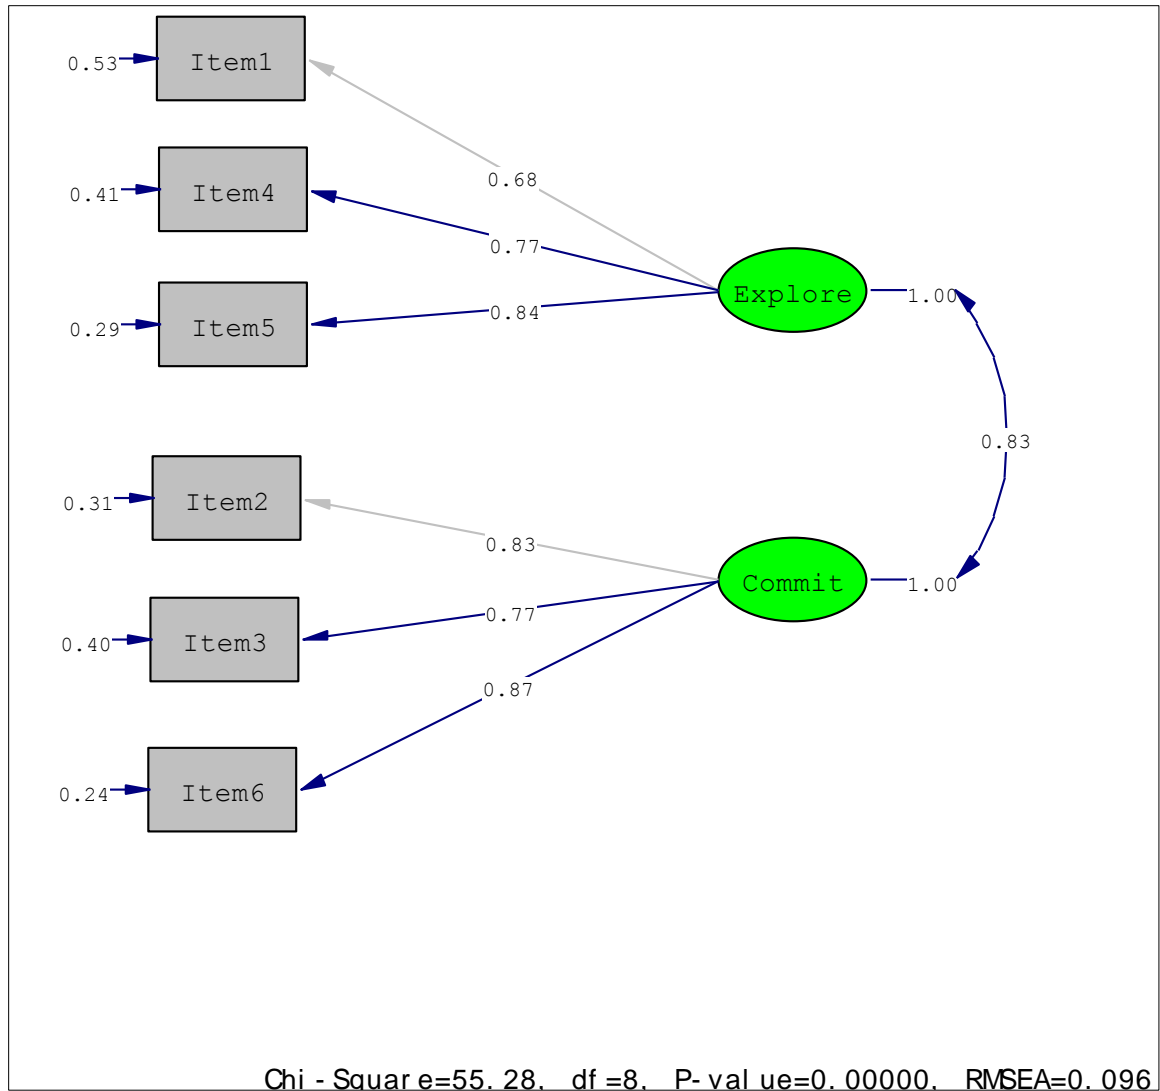 0.53 Item1
0.68
0.41 Item4
0.77
0.29 Item5
0.84
Explore 1.00
0.83
0.31 Item2
0.83
Commit 1.00
0.40 Item3
0.77
0.87
0.24 Item6
Chi-Square=55.28, df=8, P-value=0.00000, RMSEA=0.096